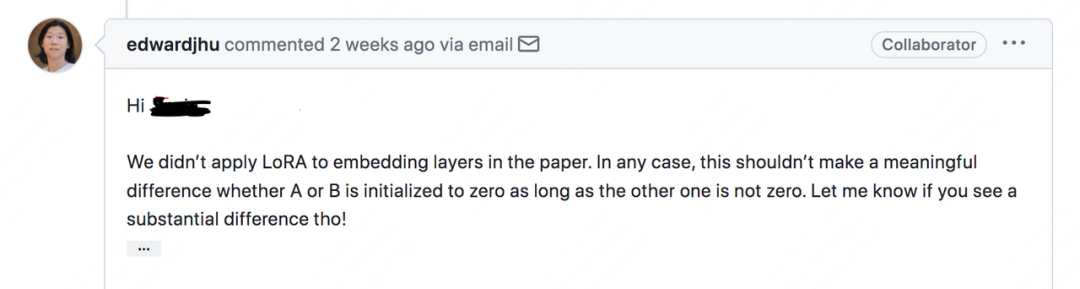 edwardjhu commented 2 weeks ago via email
Collaborator
Hi
We didn’t apply LoRA to embedding layers in the paper. In any case, this shouldn’t make a meaningful
difference whether A or B is initialized to zero as long as the other one is not zero. Let me know if you see a
substantial difference tho!